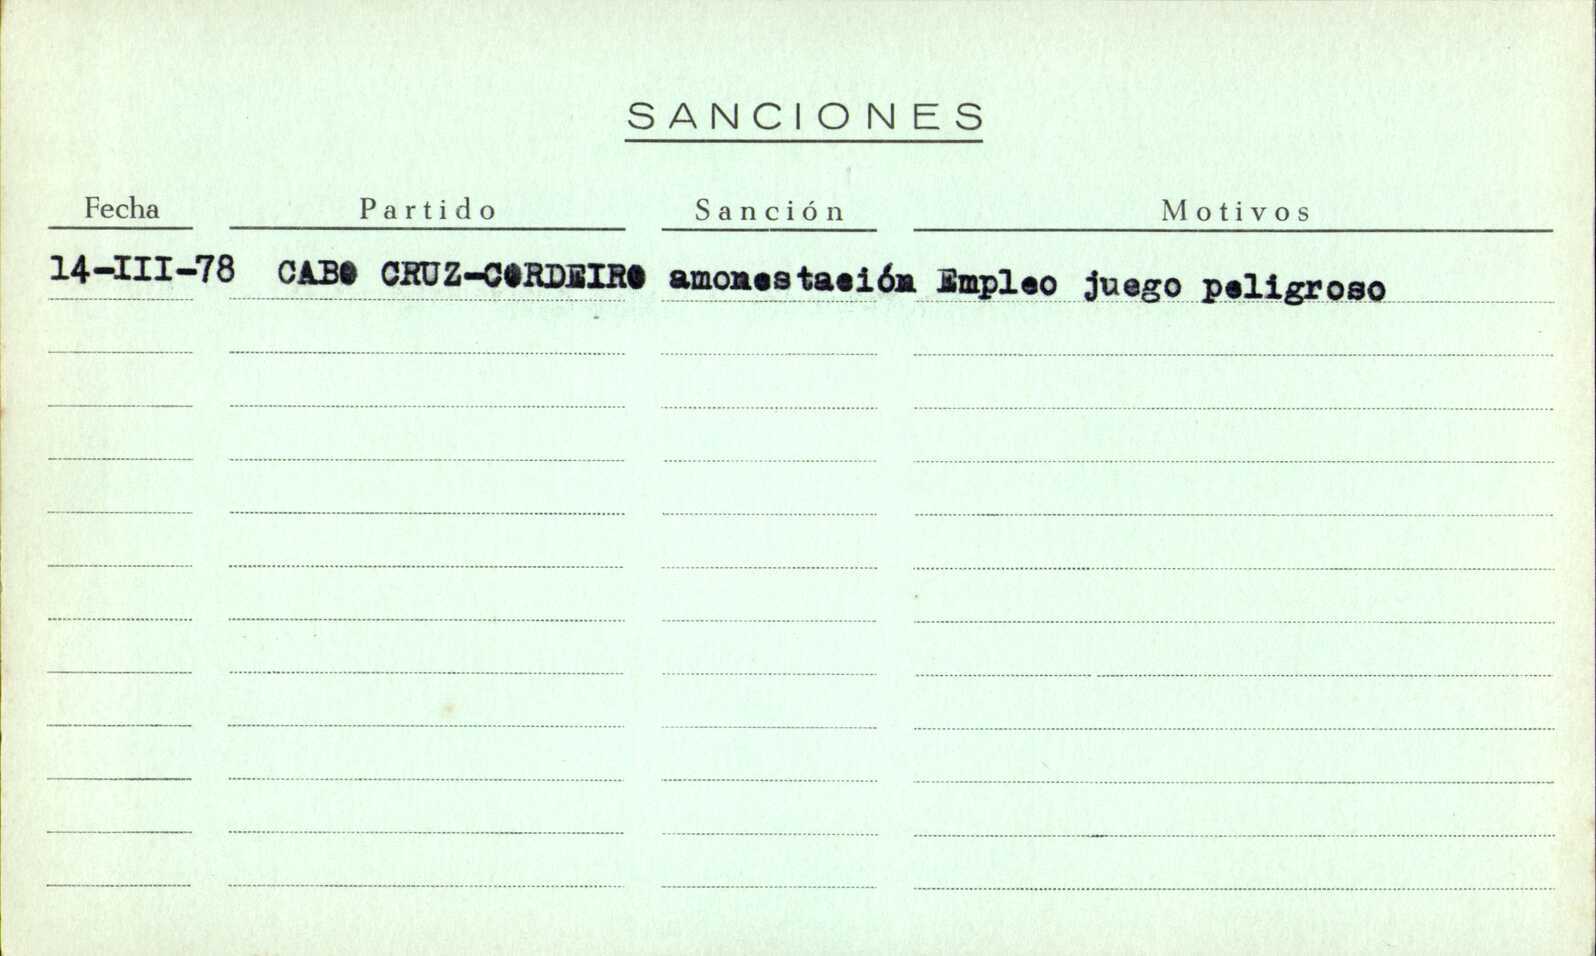 SANCIONES
Fecha Partido Sanción Motivos
14-III-78 CABO CRUZ-CORDEIRO amonestación Empleo juego peligroso